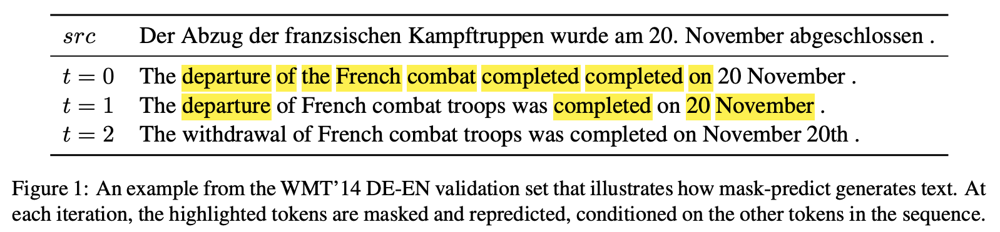 src Der Abzug der franzsischen Kampftruppen wurde am 20. November abgeschlossen .
t = 0 The departure of the French combat completed completed on 20 November .
t = 1 The departure of French combat troops was completed on 20 November .
t = 2 The withdrawal of French combat troops was completed on November 20th .
Figure 1: An example from the WMT’14 DE-EN validation set that illustrates how mask-predict generates text. At
each iteration, the highlighted tokens are masked and repredicted, conditioned on the other tokens in the sequence.